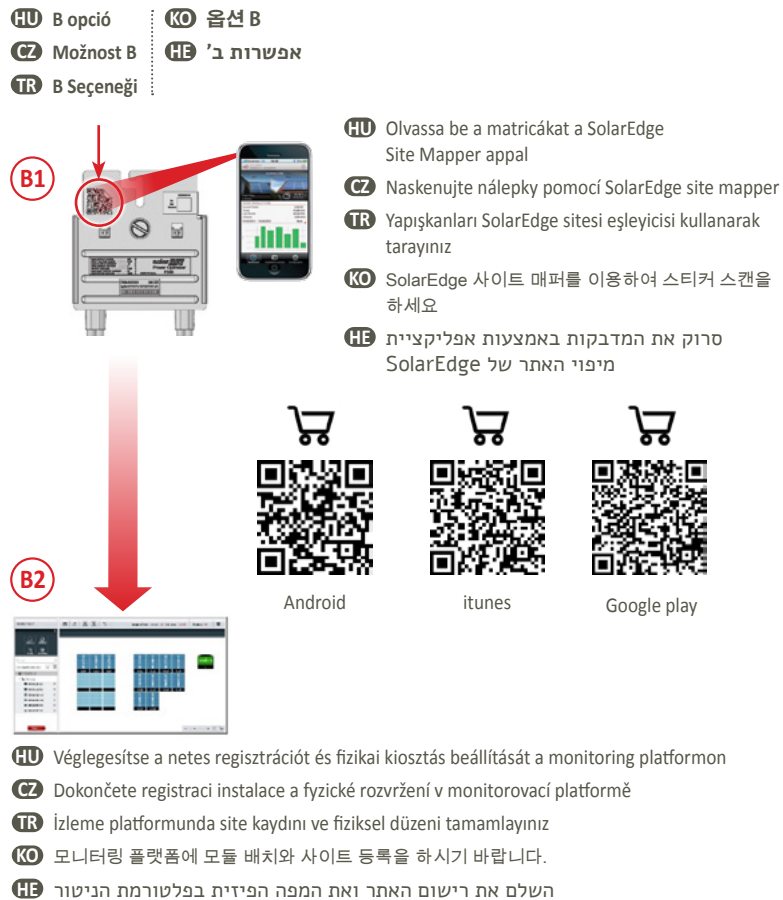 HU B opció
CZ Možnost B
TR B Seçeneği
KO 옵션 B
HE אפשרות ב'
B1
HU Olvassa be a matricákat a SolarEdge
Site Mapper appal
CZ Naskenujte nálepky pomocí SolarEdge site mapper
TR Yapışkanları SolarEdge sitesi eşleyicisi kullanarak
tarayınız
KO SolarEdge 사이트 매퍼를 이용하여 스티커 스캔을
하세요
HE סרוק את המדבקות באמצעות אפליקציית
מיפוי האתר של SolarEdge
Android
itunes
Google play
B2
HU Véglegesítse a netes regisztrációt és fizikai kiosztás beállítását a monitoring platformon
CZ Dokončete registraci instalace a fyzické rozvržení v monitorovací platformě
TR İzleme platformunda site kaydını ve fiziksel düzeni tamamlayınız
KO 모니터링 플랫폼에 모듈 배치와 사이트 등록을 하시기 바랍니다.
HE השלם את רישום האתר ואת המפה הפיזית בפלטורמת הניטור